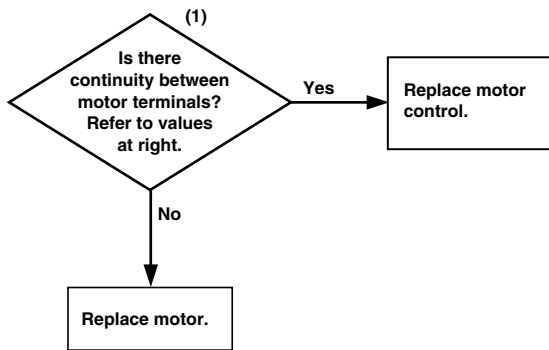 (1)
Is there
continuity between
motor terminals?
Refer to values
at right.
Yes
Replace motor
control.
No
Replace motor.